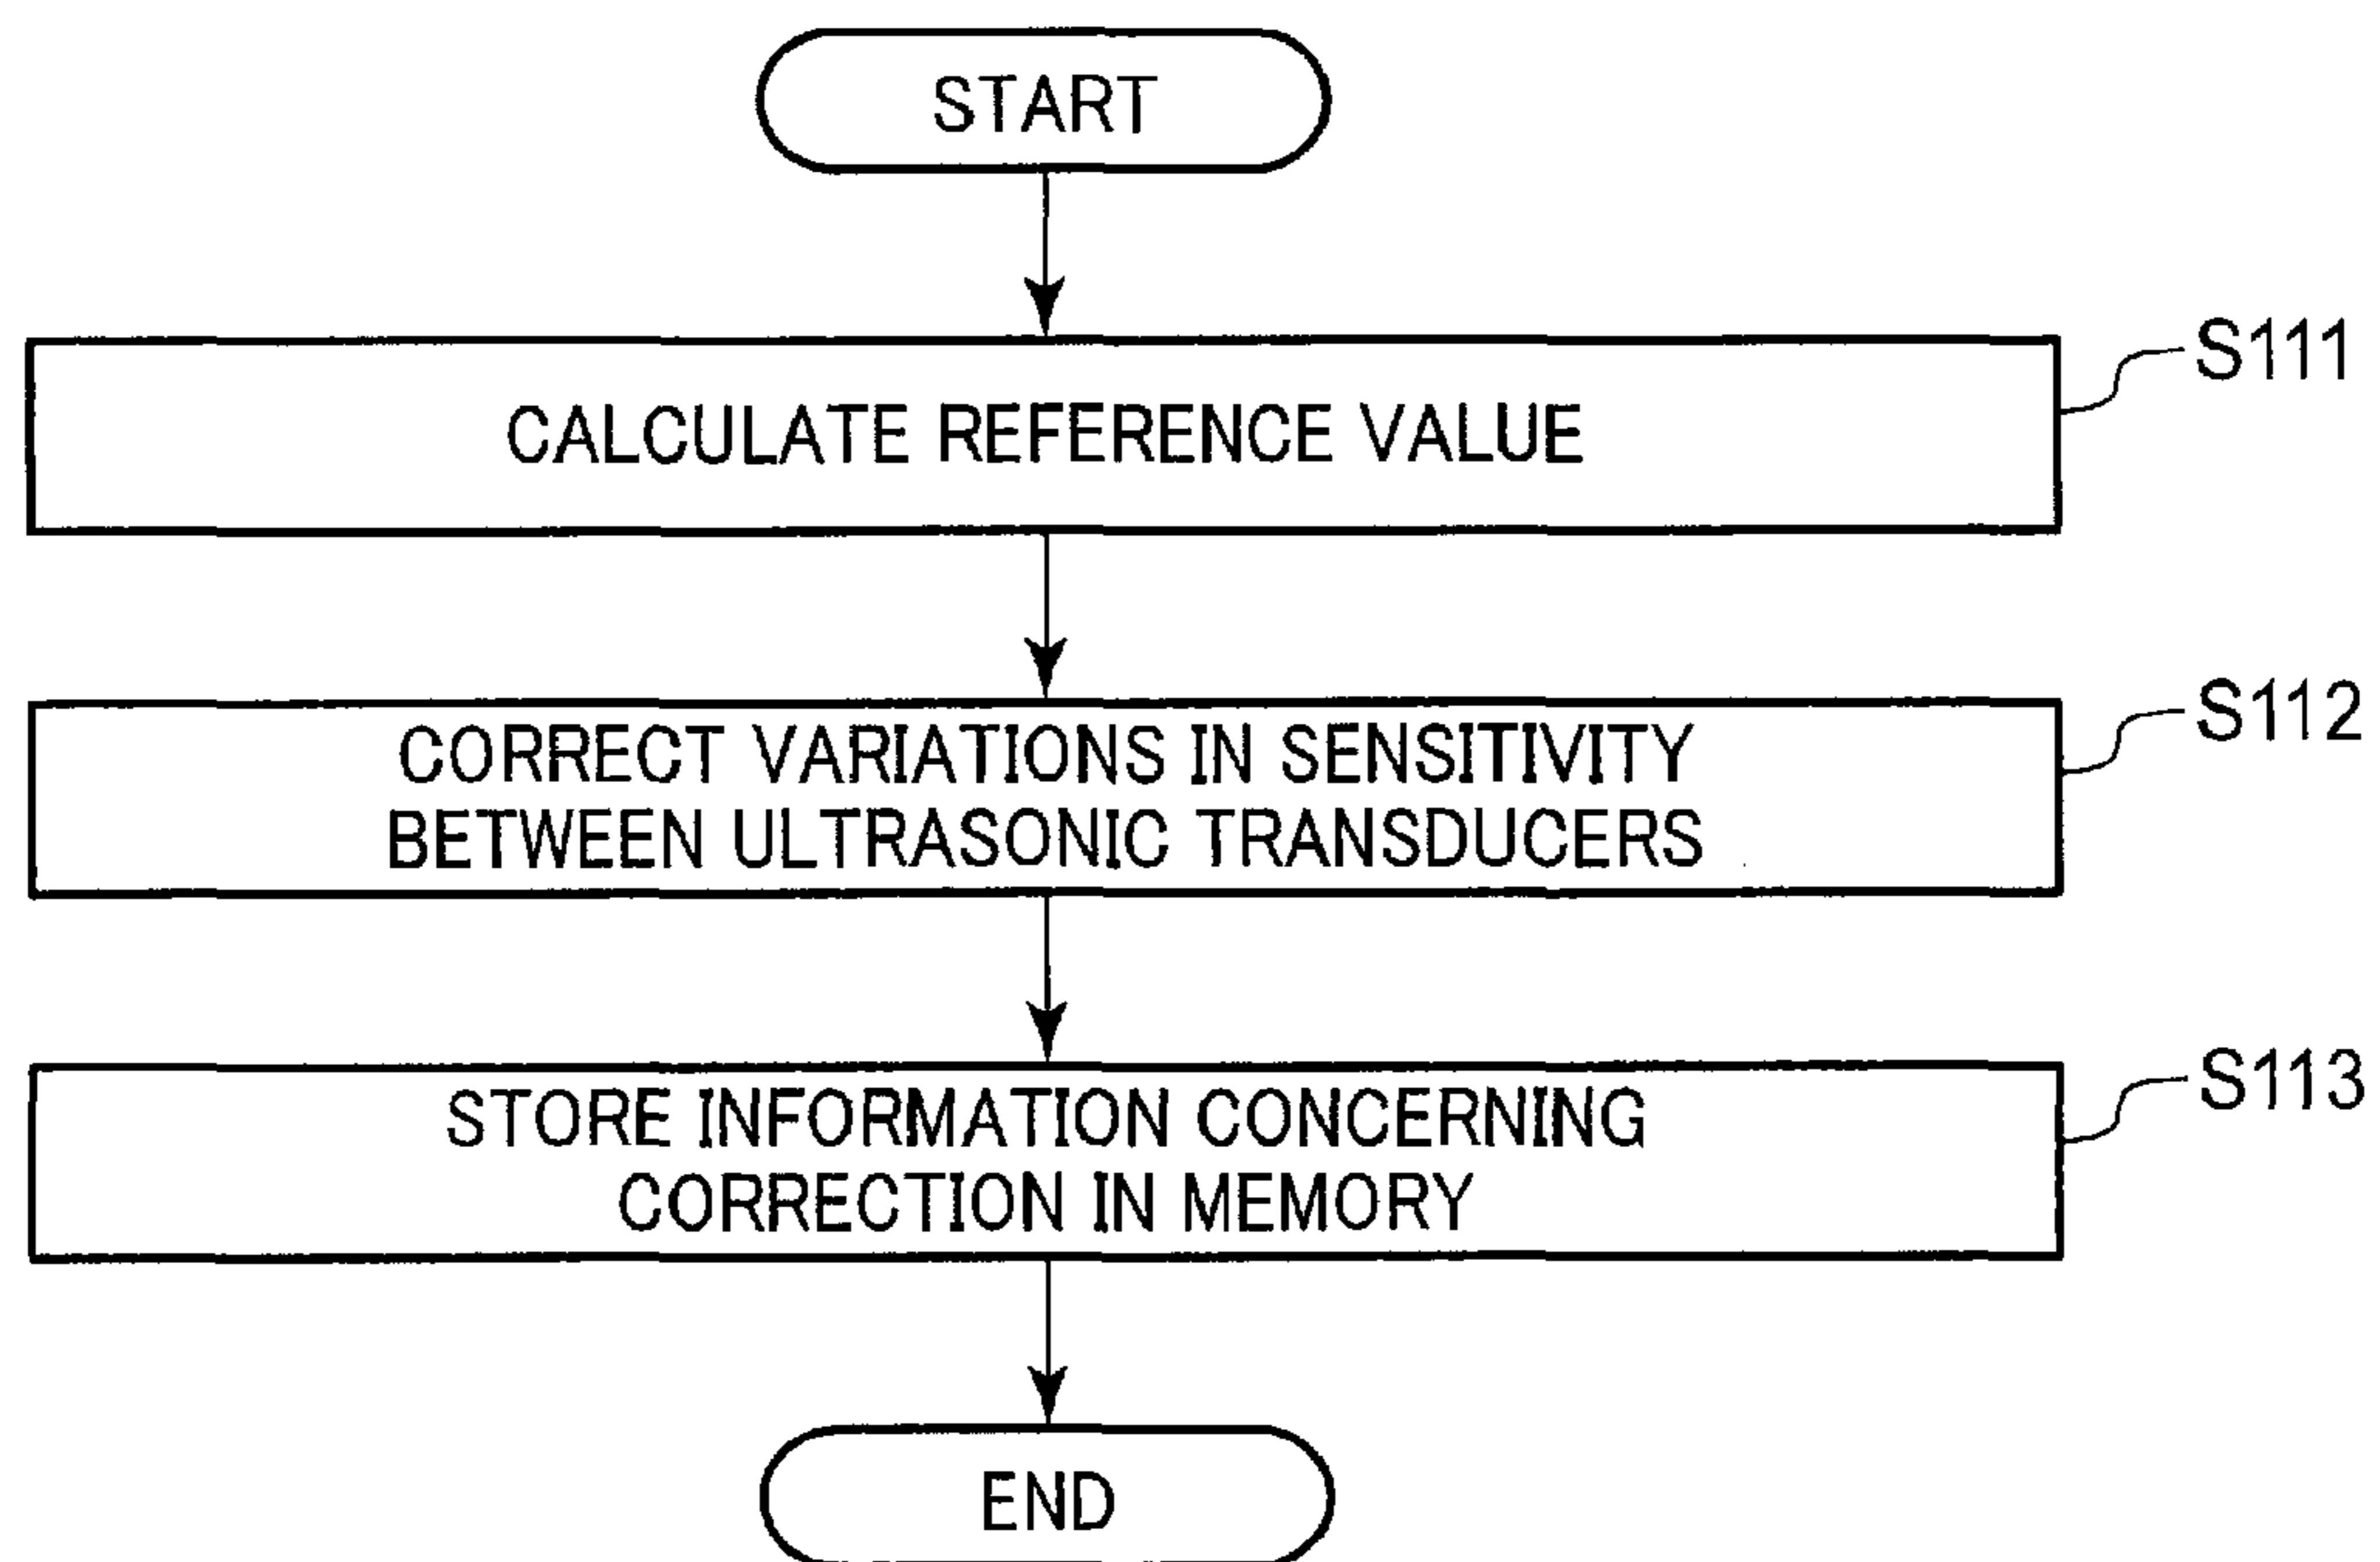 START
CALCULATE REFERENCE VALUE
S111
CORRECT VARIATIONS IN SENSITIVITY
BETWEEN ULTRASONIC TRANSDUCERS
S112
STORE INFORMATION CONCERNING
CORRECTION IN MEMORY
S113
END